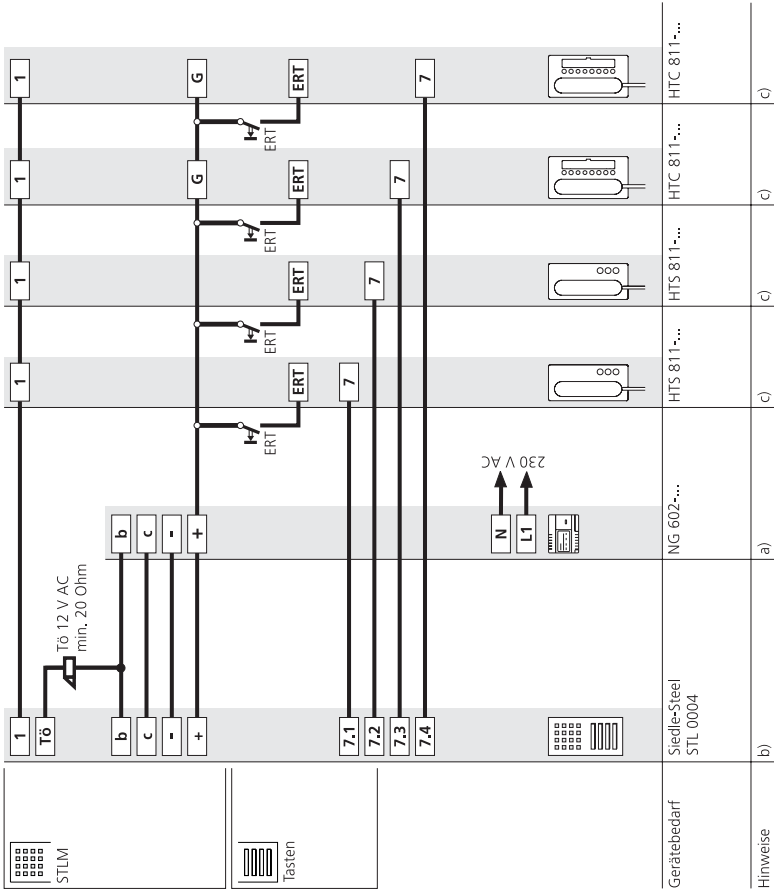 STLM
Tasten
Gerätebedarf
Hinweise
1
Tö
b
c
-
+
7.1
7.2
7.3
7.4
Siedle-Steel
STL 0004
b)
Tö 12 V AC
min. 20 Ohm
b
c
-
+
N
L1
230 V AC
NG 602-...
a)
ERT
1
ERT
7
HTS 811-...
c)
ERT
1
ERT
7
HTS 811-...
c)
ERT
1
G
ERT
7
HTC 811-...
c)
ERT
1
G
ERT
7
HTC 811-...
c)